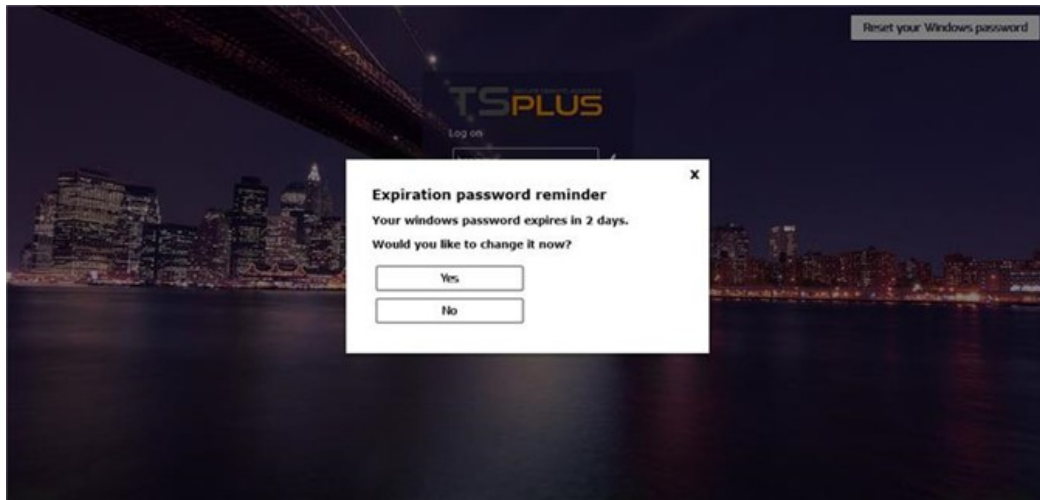 Reset your Windows password
TSPLUS
Log on
X
Expiration password reminder
Your windows password expires in 2 days.
Would you like to change it now?
Yes
No